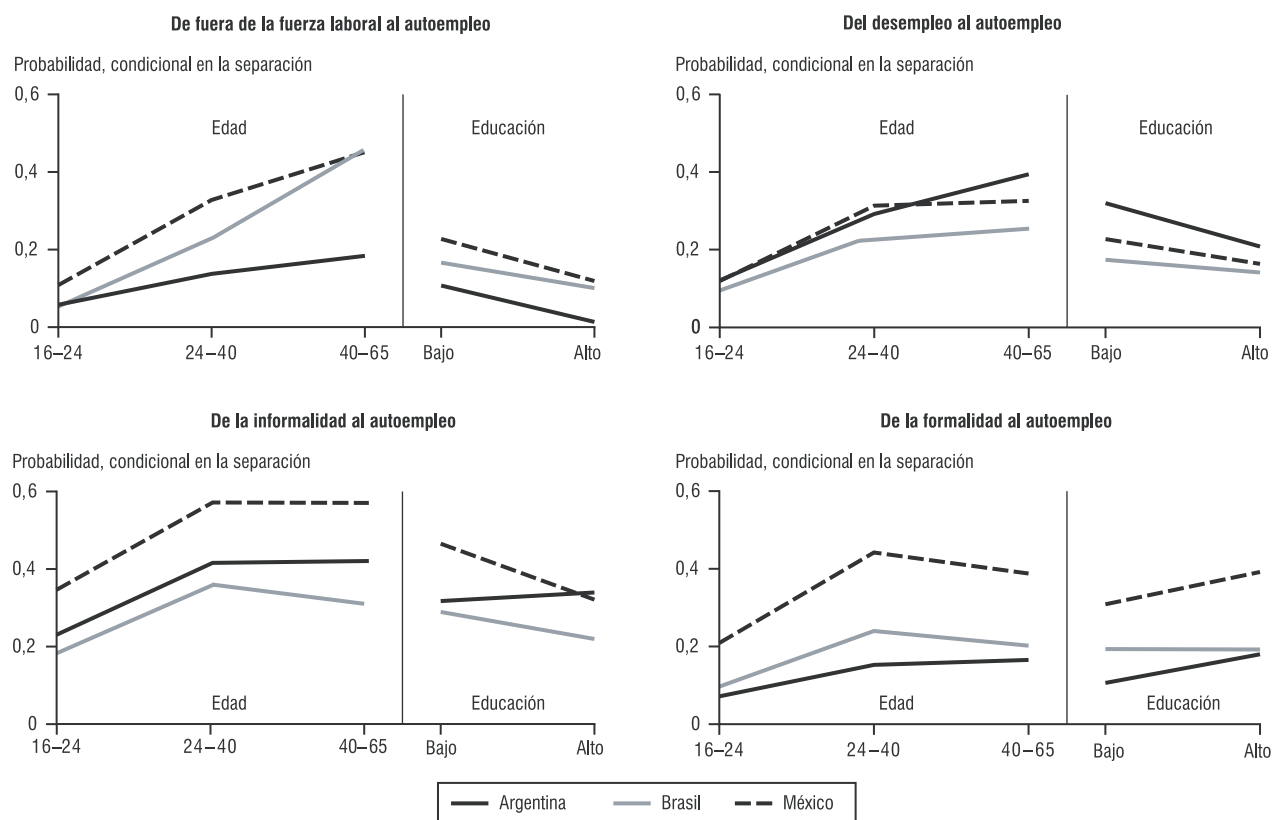 De fuera de la fuerza laboral al autoempleo
Probabilidad, condicional en la separación
0,6
0,4
0,2
0
Edad
Educación
16–24
24–40
40–65
Bajo
Alto
Del desempleo al autoempleo
Probabilidad, condicional en la separación
0,6
0,4
0,2
0
Edad
Educación
16–24
24–40
40–65
Bajo
Alto
De la informalidad al autoempleo
Probabilidad, condicional en la separación
0,6
0,4
0,2
0
Edad
Educación
16–24
24–40
40–65
Bajo
Alto
De la formalidad al autoempleo
Probabilidad, condicional en la separación
0,6
0,4
0,2
0
Edad
Educación
16–24
24–40
40–65
Bajo
Alto
Argentina
Brasil
México